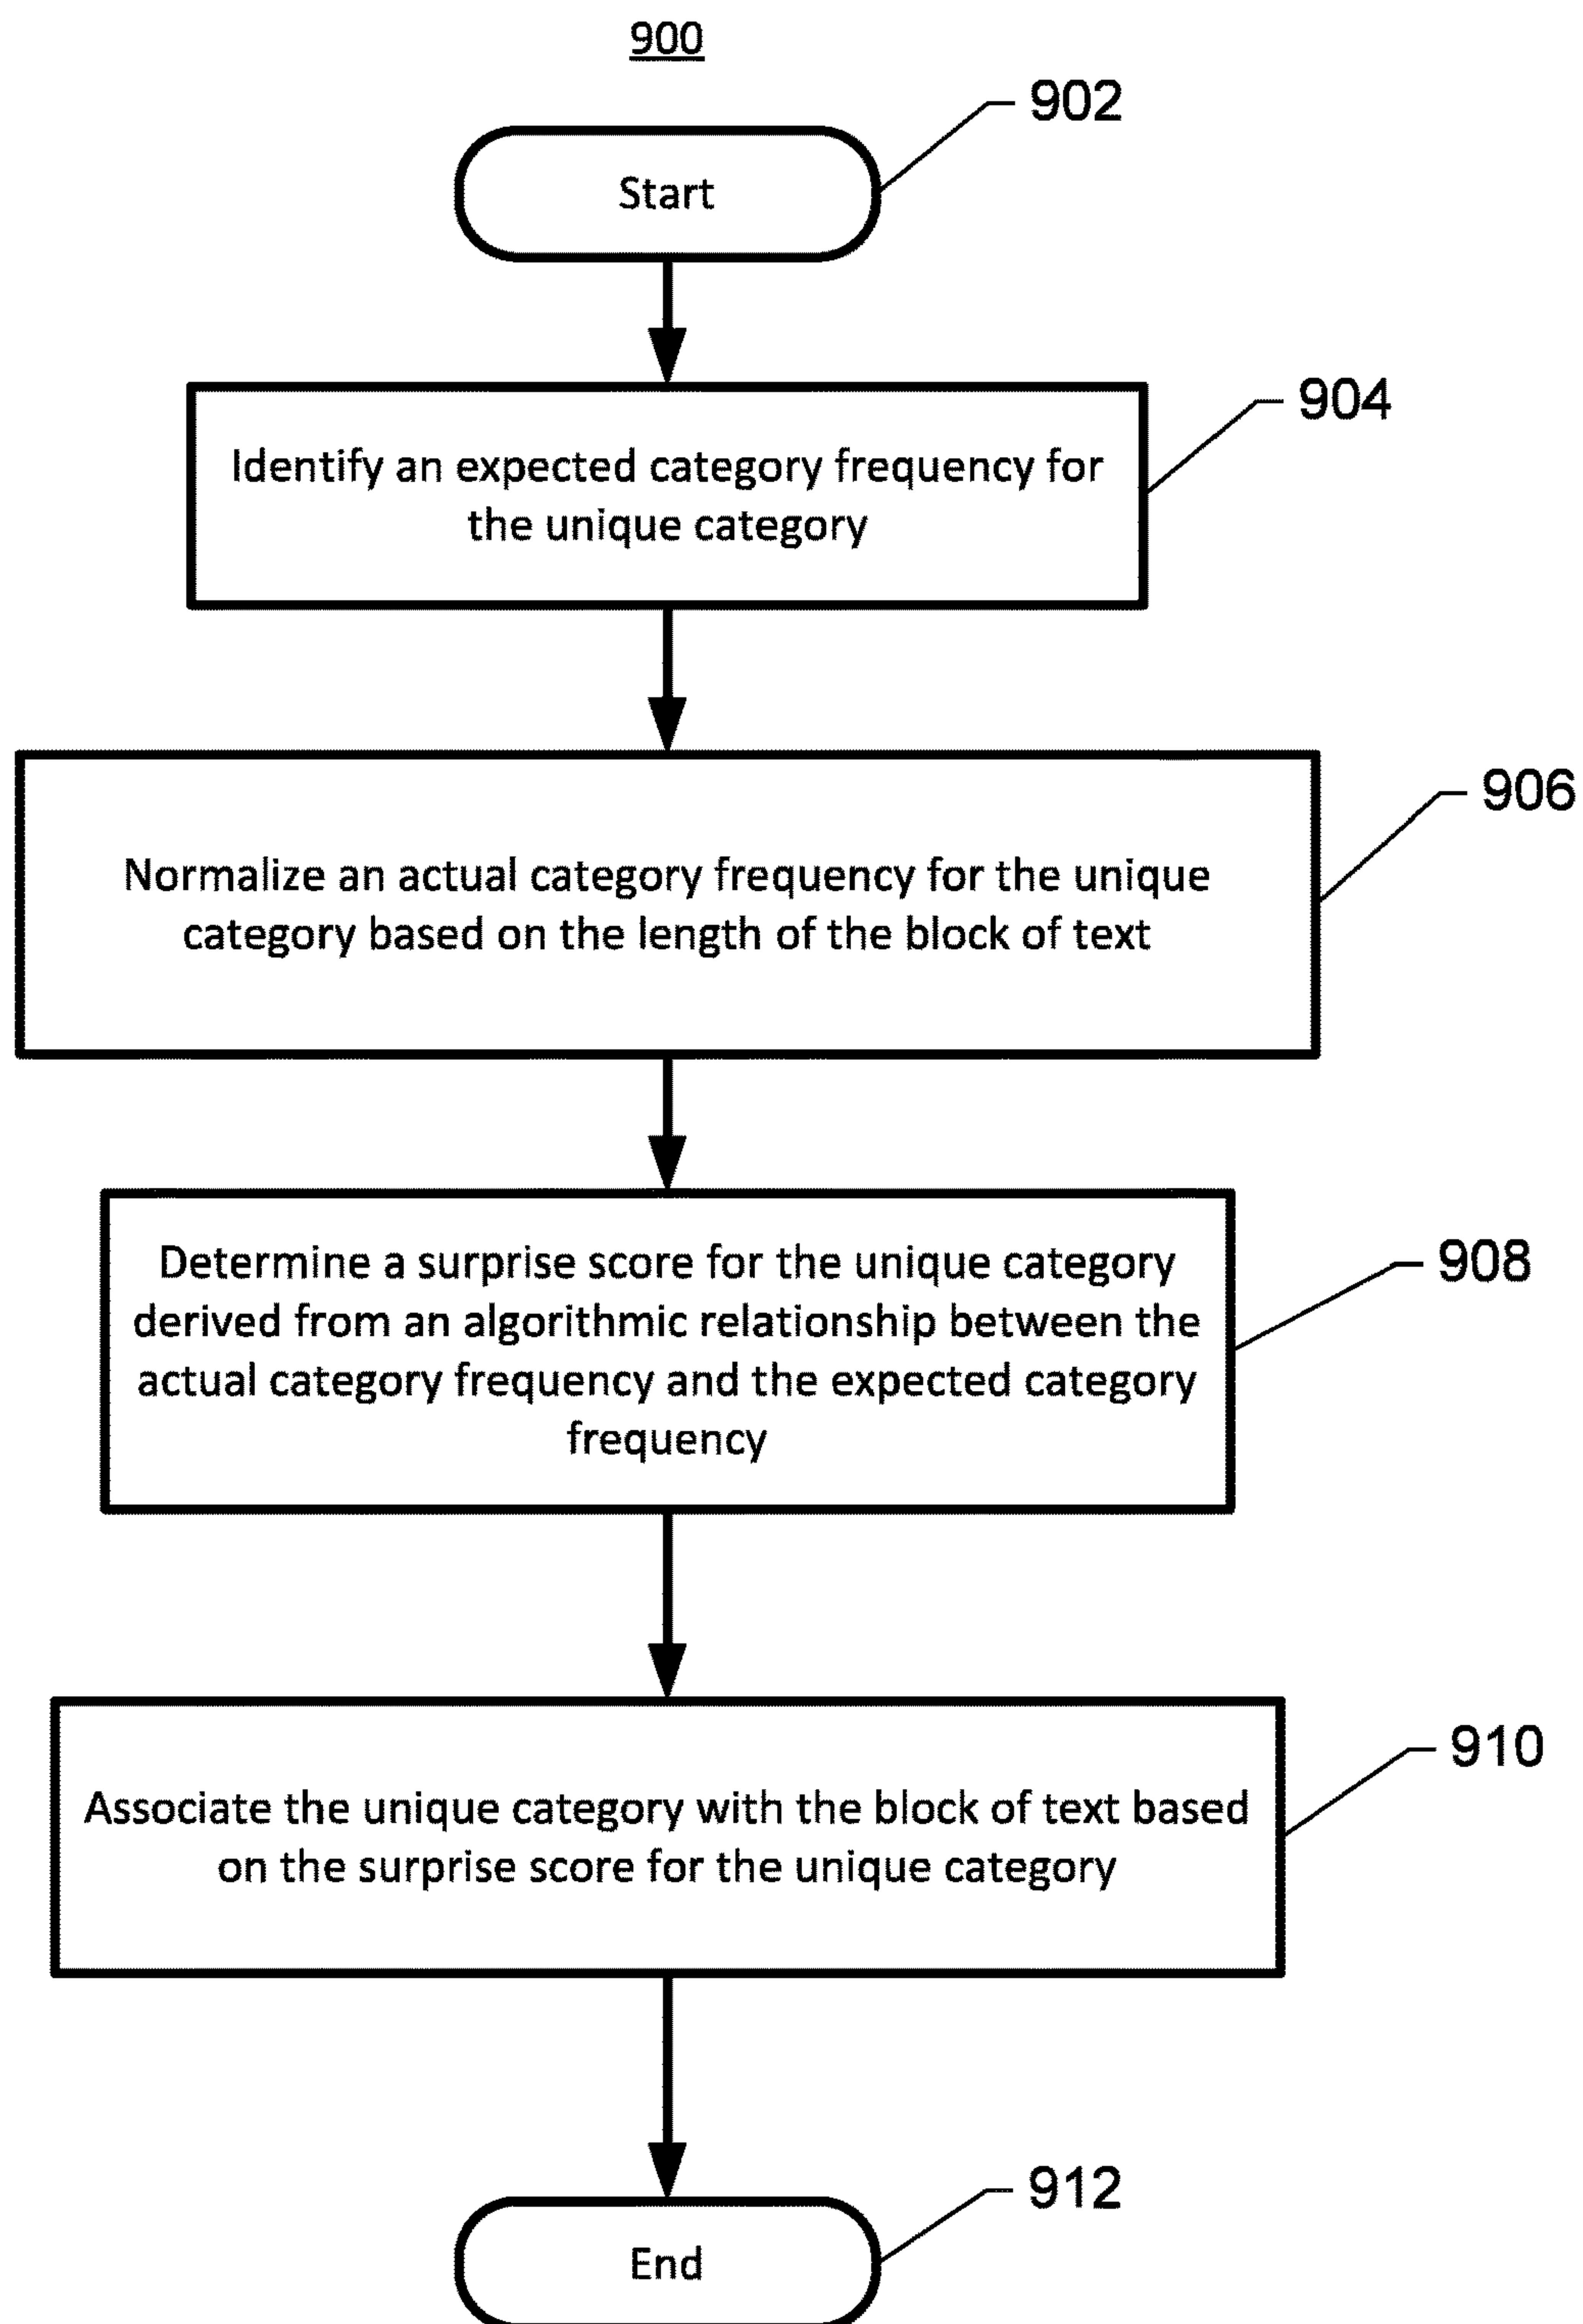 900
902
Start
904
Identify an expected category frequency for
the unique category
906
Normalize an actual category frequency for the unique
category based on the length of the block of text
908
Determine a surprise score for the unique category
derived from an algorithmic relationship between the
actual category frequency and the expected category
frequency
910
Associate the unique category with the block of text based
on the surprise score for the unique category
912
End